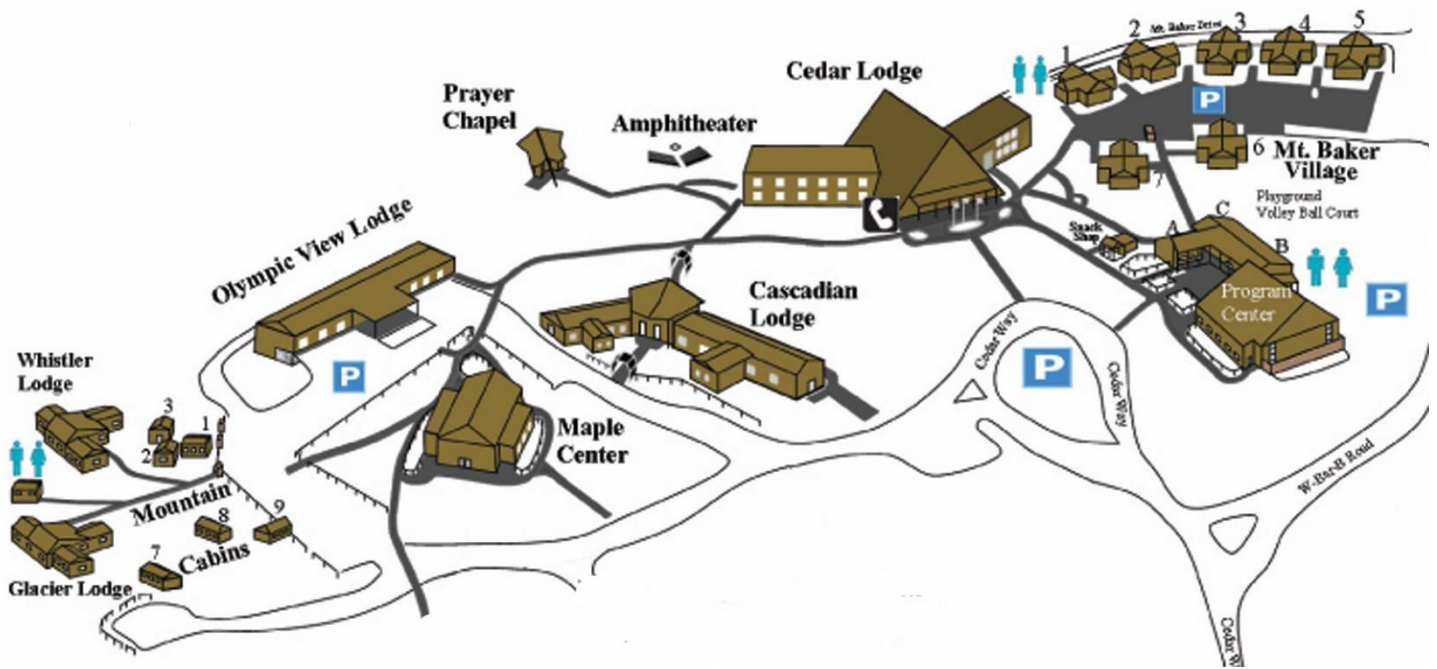 1
2
Mt. Baker Drive
3
4
5
Cedar Lodge
P
Prayer
Chapel
Amphitheater
6
7
Mt. Baker
Village
Playground
Volley Ball Court
Snack
Shop
A
C
B
Program
Center
P
Olympic View Lodge
Cascadian
Lodge
Cedar Way
P
Cedar Way
P
Whistler
Lodge
3
1
2
Maple
Center
W-Bar-B Road
Mountain
Cabins
8
9
7
Glacier Lodge
Cedar W